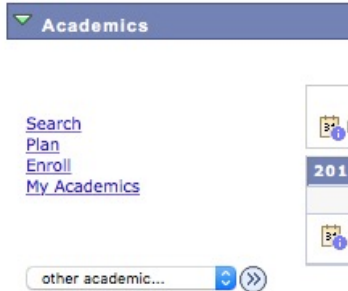 Academics
Search
Plan
Enroll
My Academics
201
other academic...